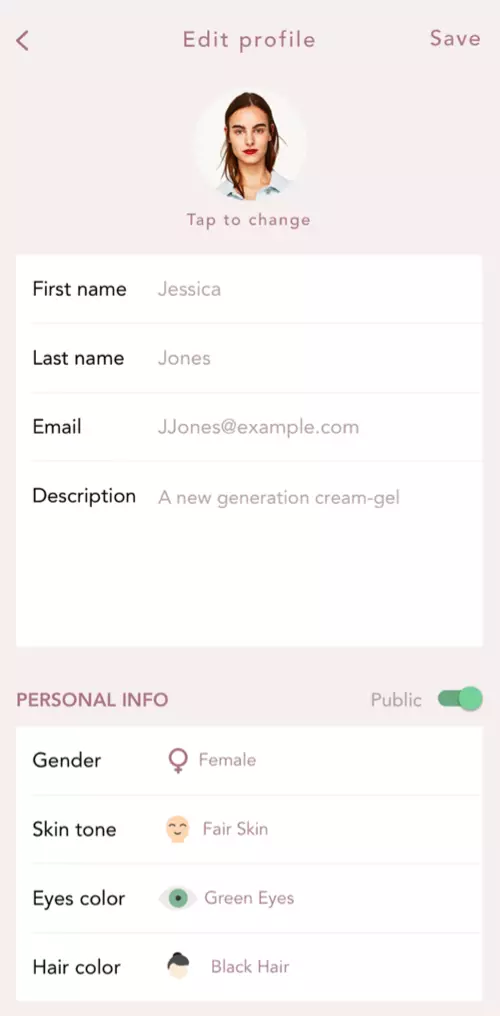 Edit profile Save
Tap to change
First name Jessica
Last name Jones
Email JJones@example.com
Description A new generation cream-gel
PERSONAL INFO Public
Gender Female
Skin tone Fair Skin
Eyes color Green Eyes
Hair color Black Hair